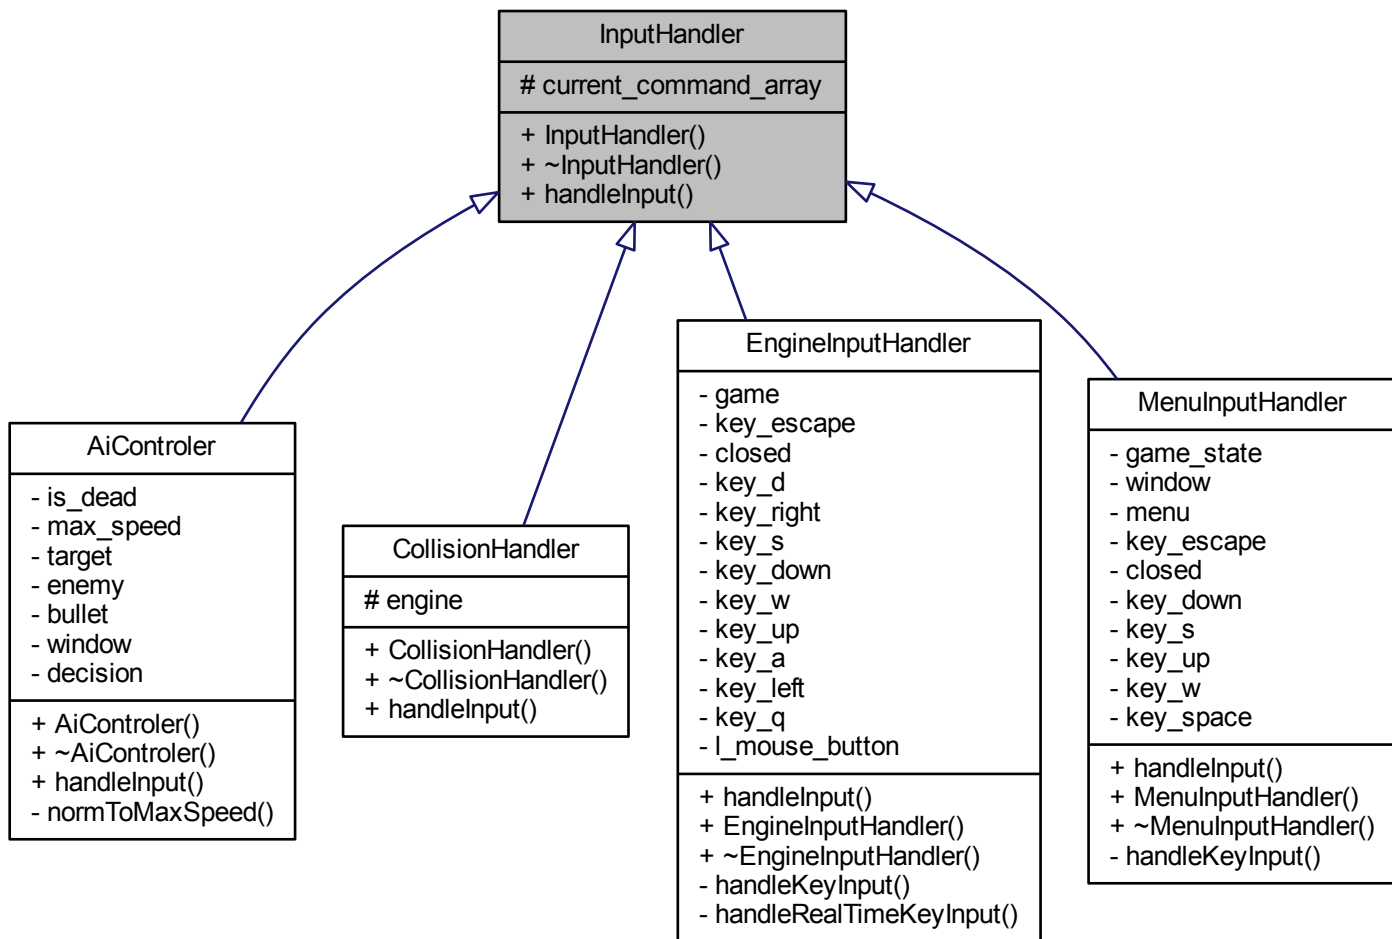 InputHandler
# current_command_array
+ InputHandler()
+ ~InputHandler()
+ handleInput()
AiControler
- is_dead
- max_speed
- target
- enemy
- bullet
- window
- decision
+ AiControler()
+ ~AiControler()
+ handleInput()
- normToMaxSpeed()
CollisionHandler
# engine
+ CollisionHandler()
+ ~CollisionHandler()
+ handleInput()
EngineInputHandler
- game
- key_escape
- closed
- key_d
- key_right
- key_s
- key_down
- key_w
- key_up
- key_a
- key_left
- key_q
- l_mouse_button
+ handleInput()
+ EngineInputHandler()
+ ~EngineInputHandler()
- handleKeyInput()
- handleRealTimeKeyInput()
MenuInputHandler
- game_state
- window
- menu
- key_escape
- closed
- key_down
- key_s
- key_up
- key_w
- key_space
+ handleInput()
+ MenuInputHandler()
+ ~MenuInputHandler()
- handleKeyInput()